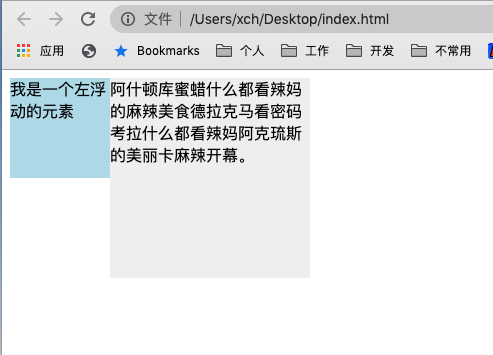 文件 /Users/xch/Desktop/index.html
应用 Bookmarks 个人 工作 开发 不常用
我是一个左浮
动的元素
阿什顿库蜜蜡什么都看辣妈
的麻辣美食德拉克马看密码
考拉什么都看辣妈阿克琉斯
的美丽卡麻辣开幕。